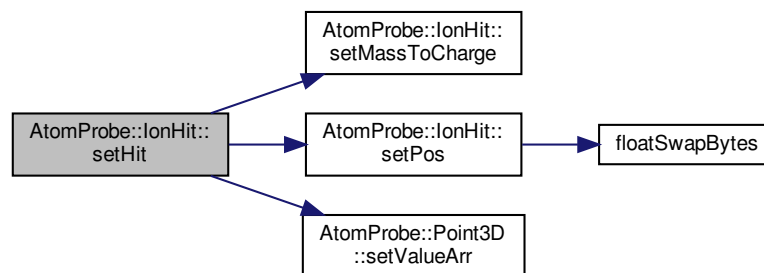 AtomProbe::IonHit::
setMassToCharge
AtomProbe::IonHit::
setHit
AtomProbe::IonHit::
setPos
floatSwapBytes
AtomProbe::Point3D
::setValueArr